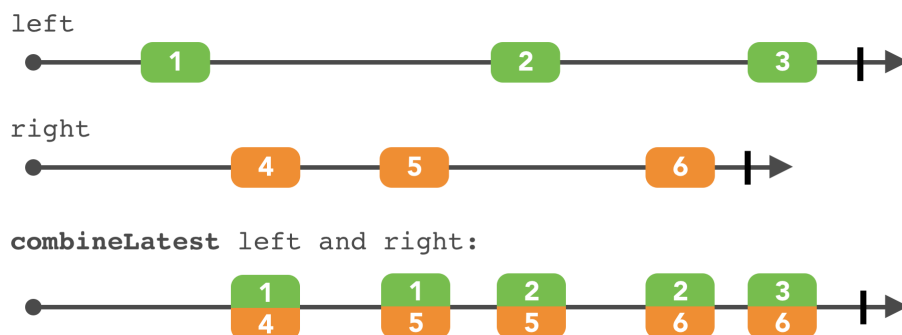 left
1 2 3
right
4 5 6
combineLatest left and right:
1 1 2 2 3
4 5 5 6 6